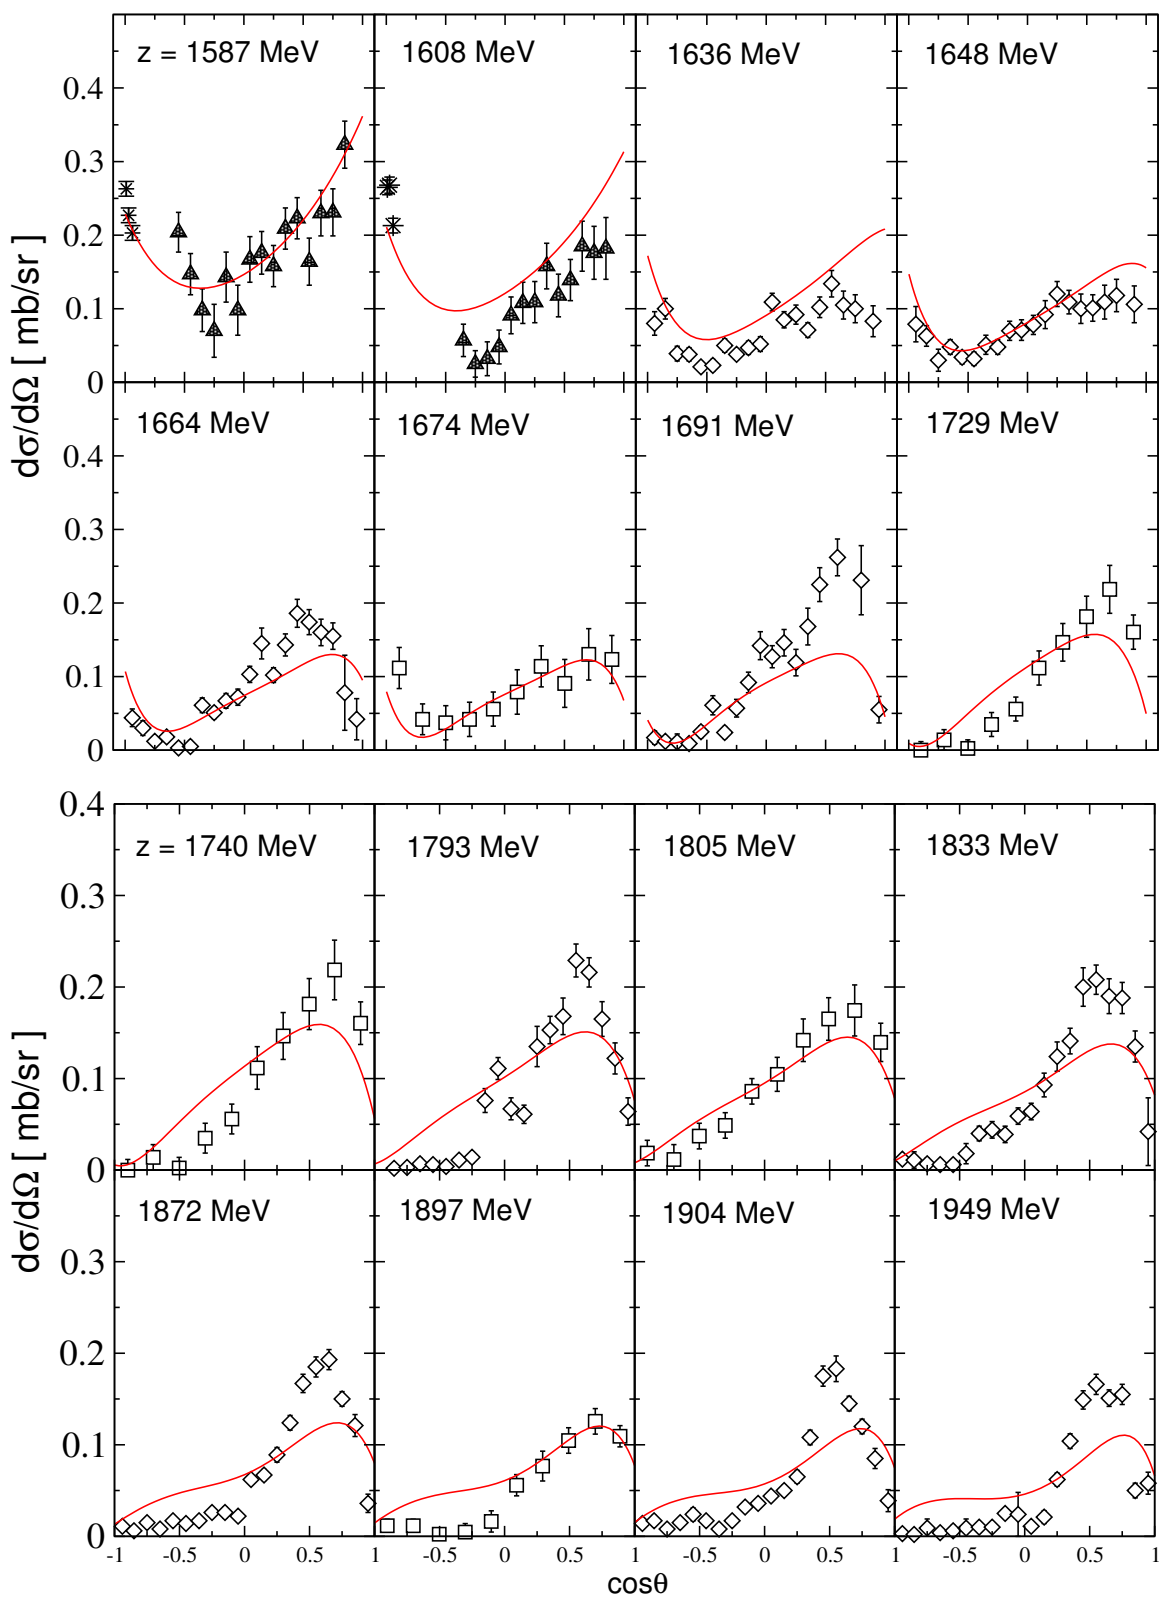 z = 1587 MeV 1608 MeV 1636 MeV 1648 MeV
0.4
0.3
0.2
0.1
0
dσ/dΩ [ mb/sr]
1664 MeV 1674 MeV 1691 MeV 1729 MeV
0.4
0.3
0.2
0.1
0
dσ/dΩ [ mb/sr]
0.4
z = 1740 MeV 1793 MeV 1805 MeV 1833 MeV
0.3
0.2
0.1
0
1872 MeV 1897 MeV 1904 MeV 1949 MeV
0.3
0.2
0.1
0
-1 -0.5 0 0.5 1 0 0.5 -0.5 0 0.5 -0.5 0 0.5 1
cosθ